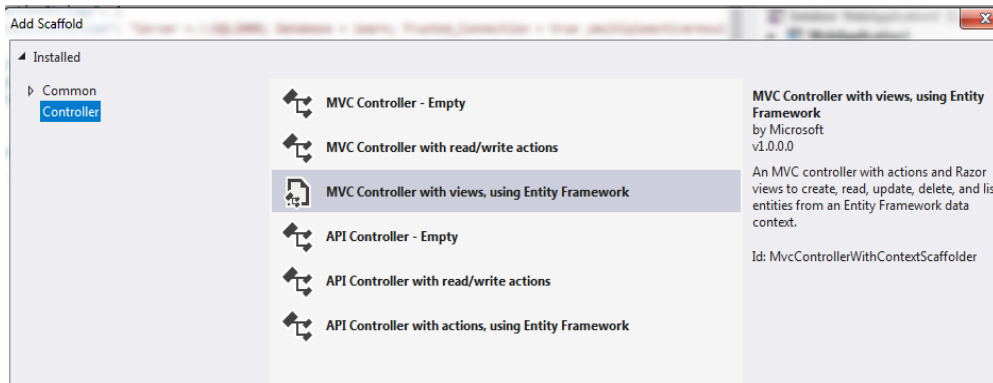 Add Scaffold
Installed
Common
Controller
MVC Controller - Empty
MVC Controller with read/write actions
MVC Controller with views, using Entity Framework
API Controller - Empty
API Controller with read/write actions
API Controller with actions, using Entity Framework
MVC Controller with views, using Entity
Framework
by Microsoft
v1.0.0.0
An MVC controller with actions and Razor
views to create, read, update, delete, and lis
entities from an Entity Framework data
context.
Id: MvcControllerWithContextScaffolder